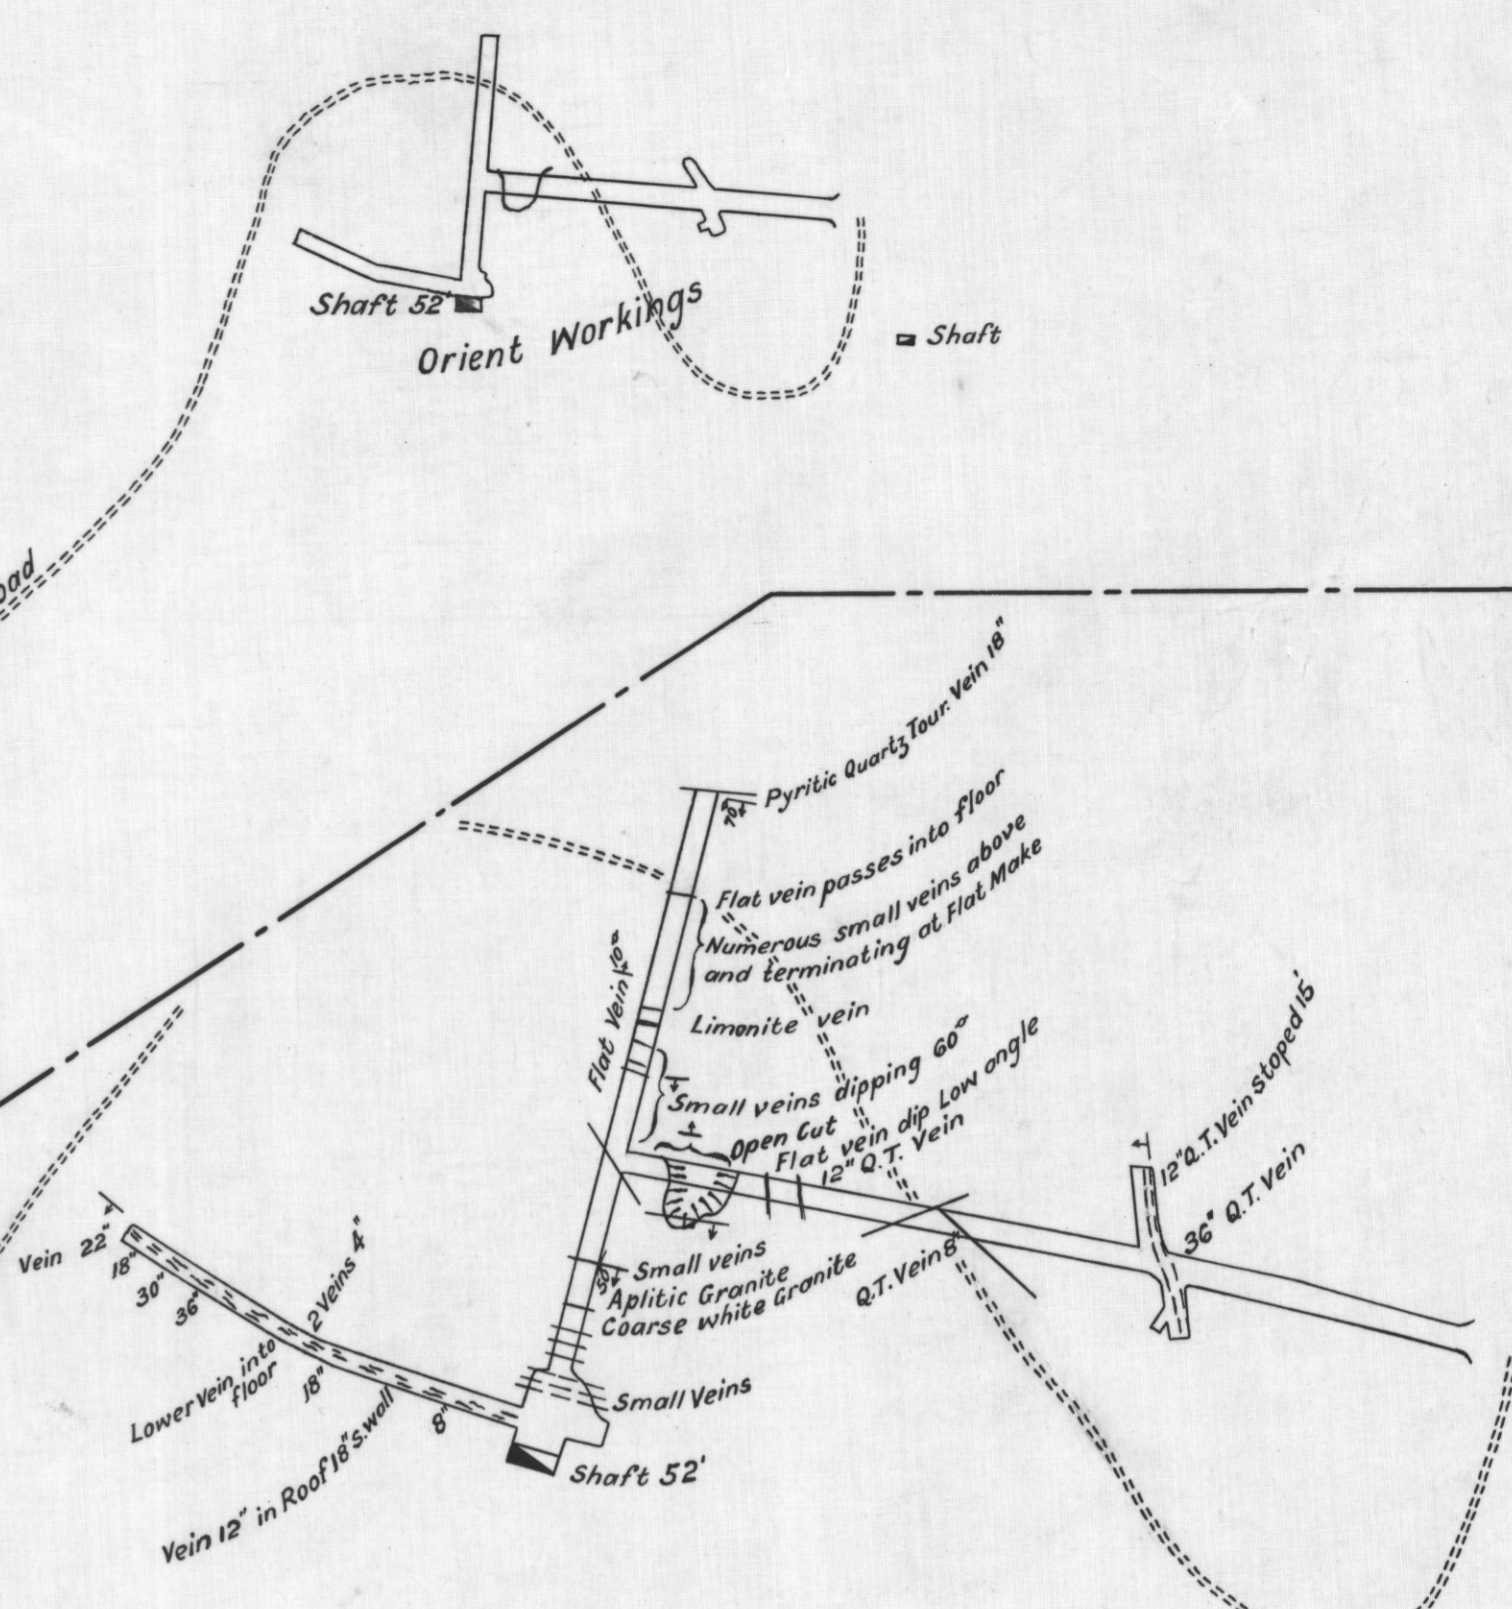 Shaft 52'
Orient Workings
Shaft
Pyritic Quartz Tour. Vein 18"
70°
Flat vein passes into floor
Numerous small veins above
and terminating at Flat Make
Flat Vein 10°
Limonite vein
Small veins dipping 60°
Open Cut
Flat vein dip Low angle
12" Q.T. Vein
12" Q.T. Vein Stoped 15'
36" Q.T. Vein
Q.T. Vein 8"
Small veins
50°
Aplitic Granite
Coarse white Granite
Vein 22"
18"
30"
36"
2 Veins 4"
Lower Vein into
floor
18"
Vein 12" in Roof 18" S. wall
8"
Small Veins
Shaft 52'